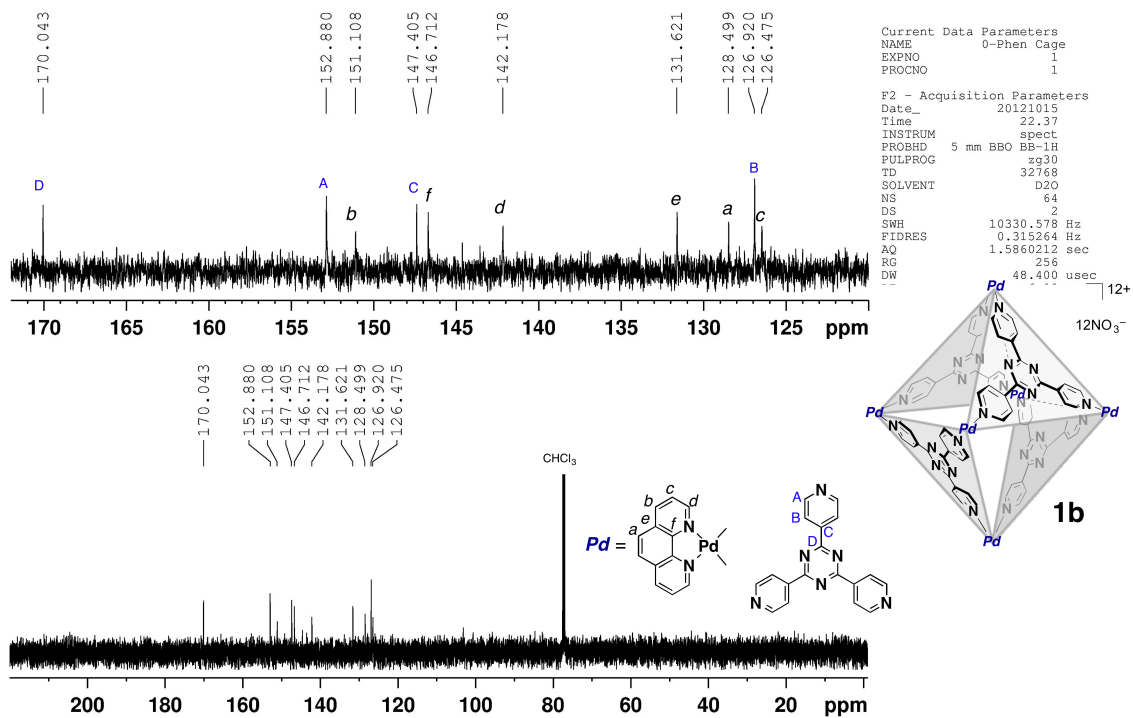 170.043
152.880
151.108
147.405
146.712
142.178
131.621
128.499
126.920
126.475
D
A
b
C
f
d
e
a
B
c
170 165 160 155 150 145 140 135 130 125 ppm
Current Data Parameters
NAME 0-Phen Cage
EXPNO 1
PROCNO 1
F2 - Acquisition Parameters
Date_ 20121015
Time 22.37
INSTRUM spect
PROBHD 5 mm BBO BB-1H
PULPROG zg30
TD 32768
SOLVENT D2O
NS 64
DS 2
SWH 10330.578 Hz
FIDRES 0.315264 Hz
AQ 1.5860212 sec
RG 256
DW 48.400 usec
170.043
152.880
151.108
147.405
146.712
142.178
131.621
128.499
126.920
126.475
CHCl3
200 180 160 140 120 100 80 60 40 20 ppm
Pd =
a
b
c
d
e
f
N
Pd
N
A
B
C
D
N
N
N
N
N
N
12+
12NO3−
Pd
Pd
Pd
Pd
Pd
Pd
N
N
N
N
N
N
N
N
N
N
N
N
1b